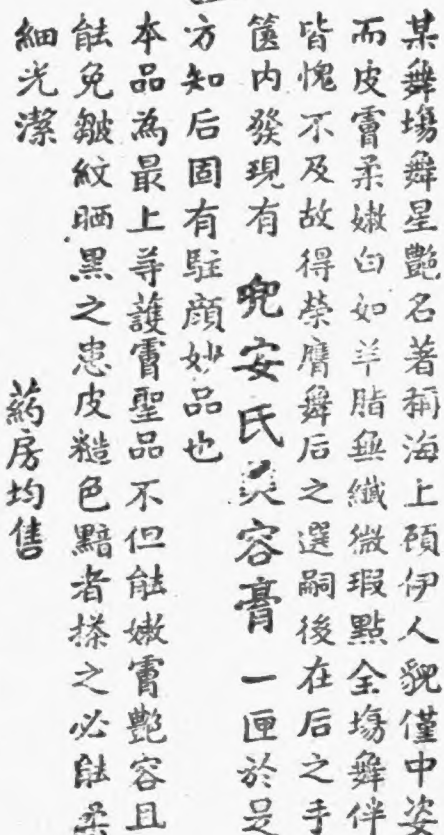 某舞場舞星艷名著稱海上顧伊人貌僅中姿
而皮膚柔嫩白如羊脂無纖微瑕點全場舞伴
皆愧不及故得榮膺舞后之選嗣後在后之手
篋内發現有兜安氏美容膏一匣於是
方知后固有駐顔妙品也
本品為最上等護膚聖品不但能嫩膚艷容且
能免皺紋晒黑之患皮糙色黯者搽之必能柔
細光潔
葯房均售